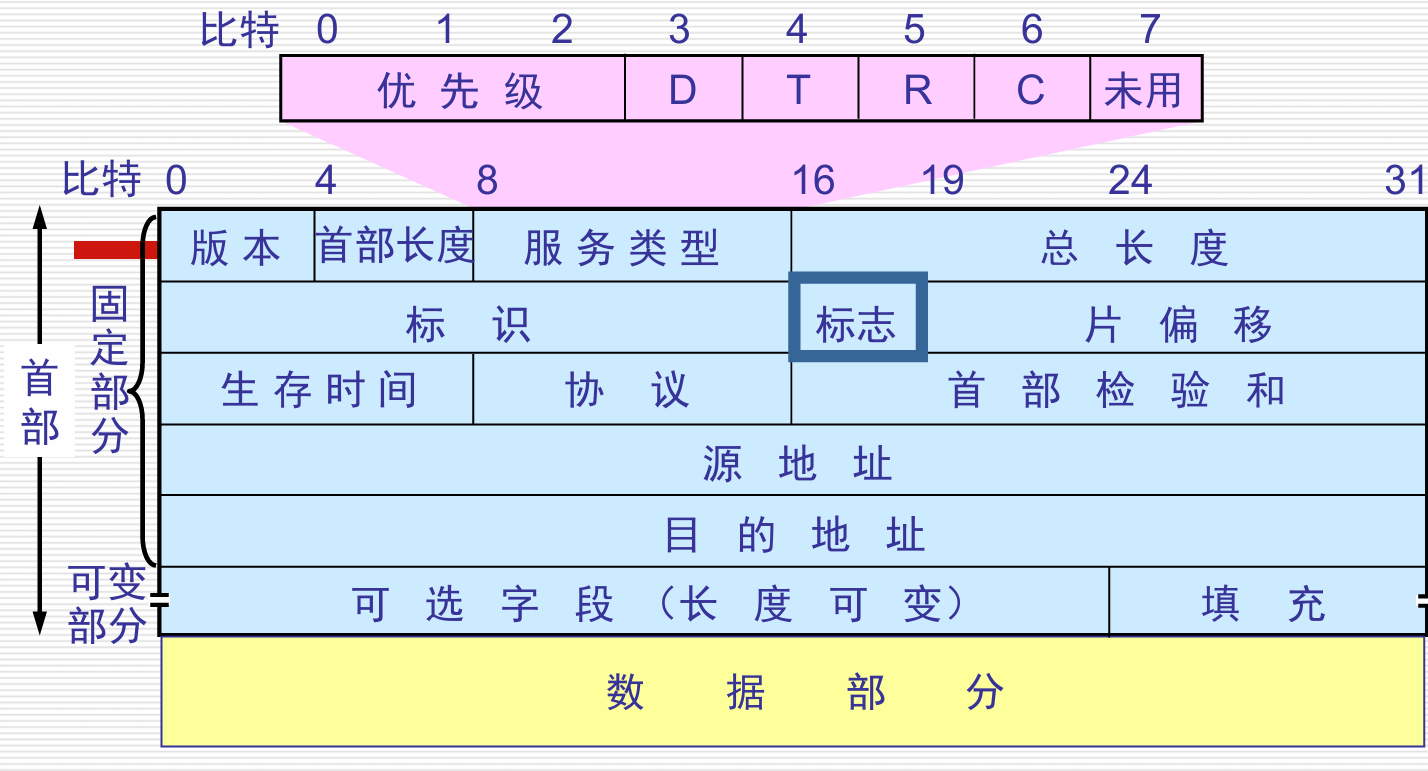 比特 0 1 2 3 4 5 6 7
优先级 D T R C 未用
比特 0 4 8 16 19 24 31
版本 首部长度 服务类型 总长度
标识 标志 片偏移
生存时间 协议 首部检验和
源地址
目的地址
可选字段（长度可变） 填充
数据部分
首部
固定部分
可变
部分